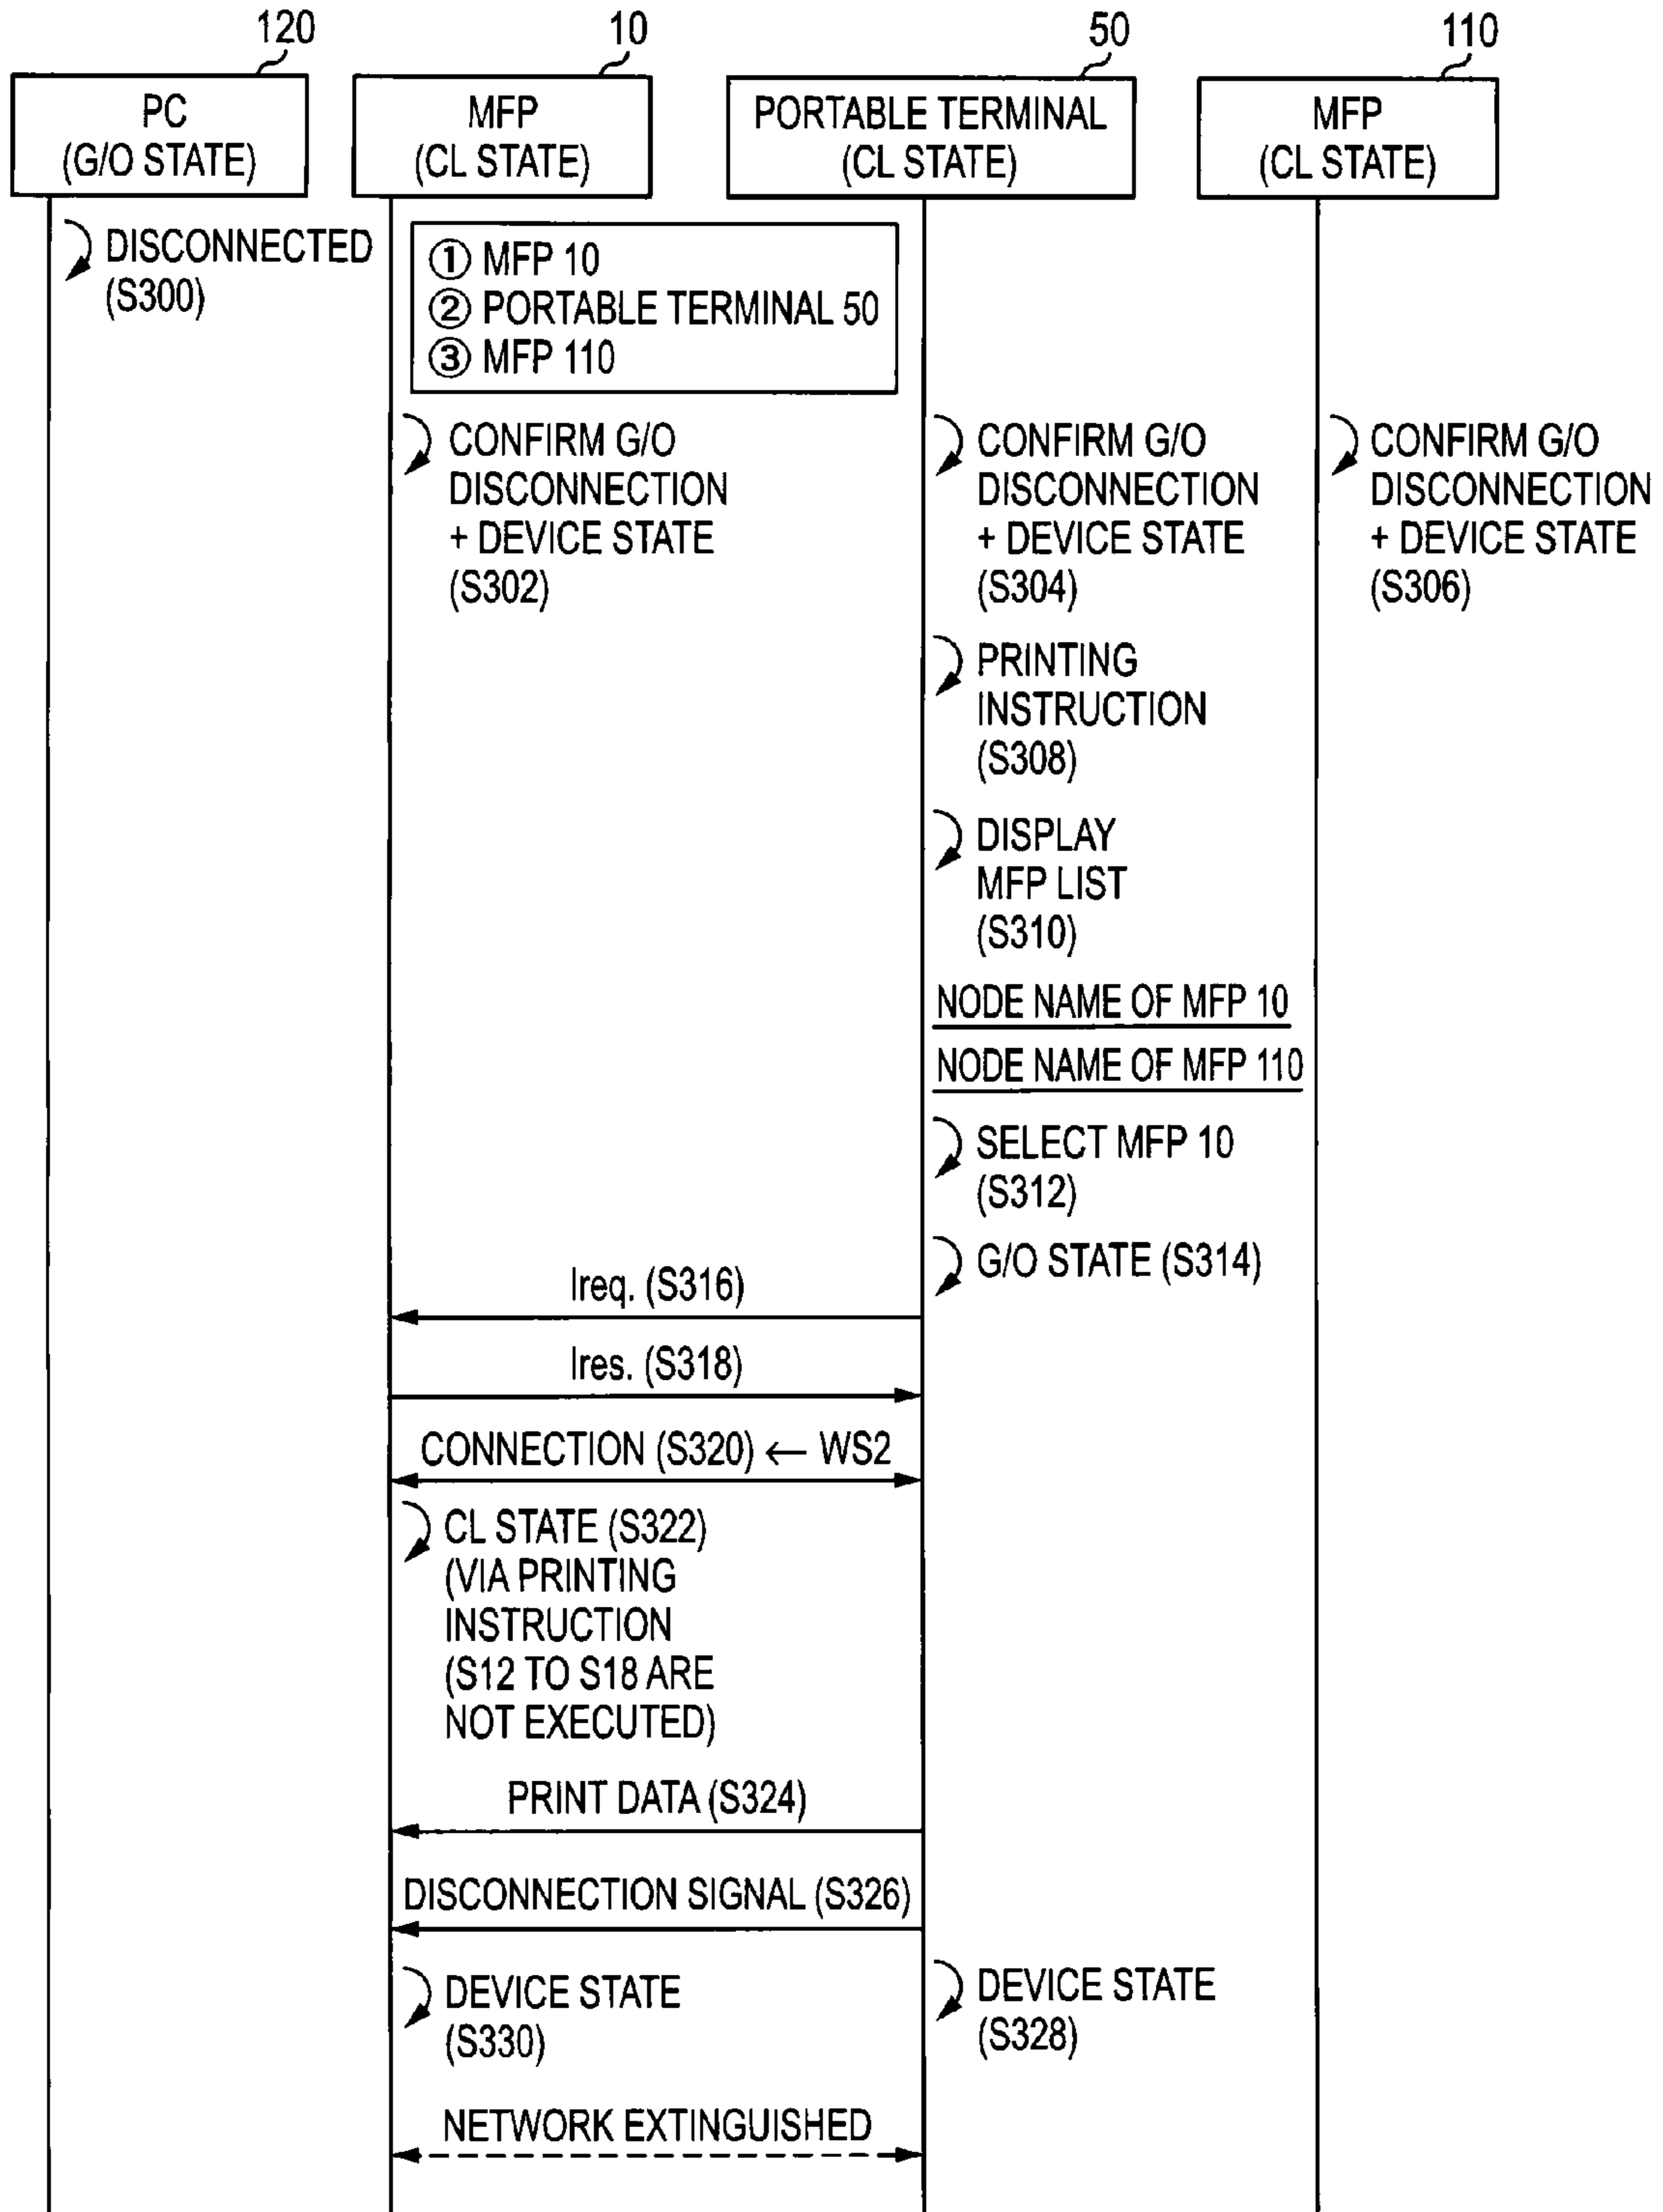 120
10
50
110
PC
(G/O STATE)
MFP
(CL STATE)
PORTABLE TERMINAL
(CL STATE)
MFP
(CL STATE)
DISCONNECTED
(S300)
① MFP 10
② PORTABLE TERMINAL 50
③ MFP 110
CONFIRM G/O
DISCONNECTION
+ DEVICE STATE
(S302)
CONFIRM G/O
DISCONNECTION
+ DEVICE STATE
(S304)
CONFIRM G/O
DISCONNECTION
+ DEVICE STATE
(S306)
PRINTING
INSTRUCTION
(S308)
DISPLAY
MFP LIST
(S310)
NODE NAME OF MFP 10
NODE NAME OF MFP 110
SELECT MFP 10
(S312)
G/O STATE (S314)
Ireq. (S316)
Ires. (S318)
CONNECTION (S320) ← WS2
CL STATE (S322)
(VIA PRINTING
INSTRUCTION
(S12 TO S18 ARE
NOT EXECUTED)
PRINT DATA (S324)
DISCONNECTION SIGNAL (S326)
DEVICE STATE
(S330)
DEVICE STATE
(S328)
NETWORK EXTINGUISHED